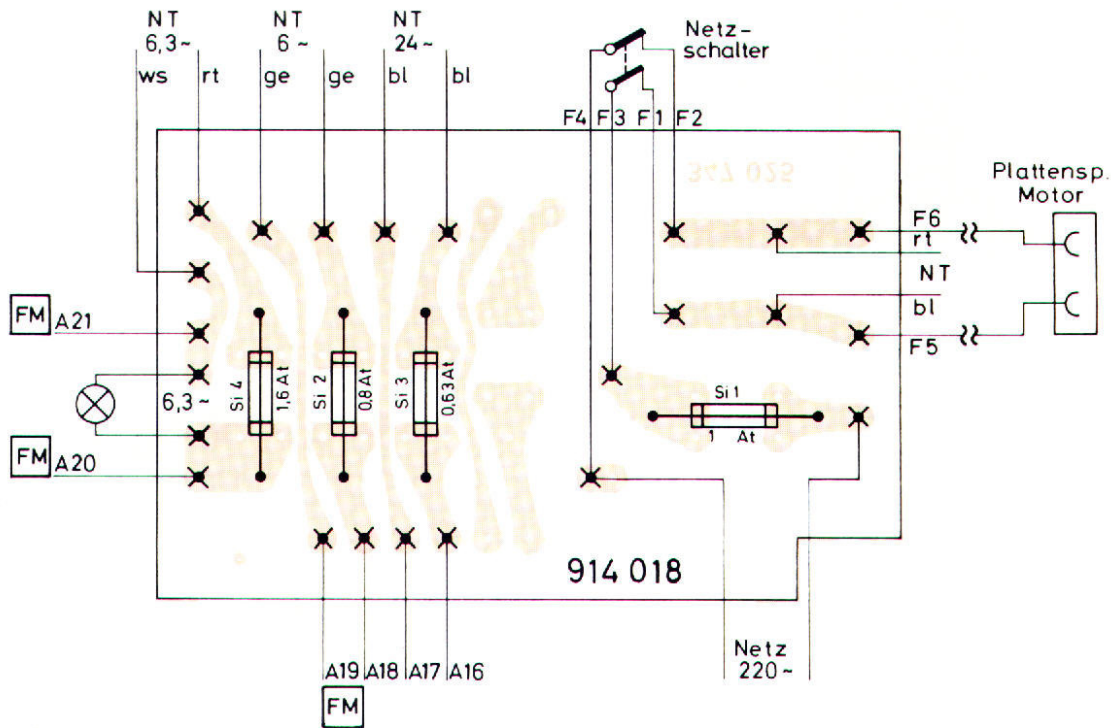 NT
6,3~
NT
6~
NT
24~
Netz-
schalter
ws
rt
ge
ge
bl
bl
F4
F3
F1
F2
347 025
Plattensp.
Motor
F6
rt
NT
bl
F5
FM
A21
6,3~
FM
A20
Si 4
1,6 At
Si 2
0,8 At
Si 3
0,63 At
Si 1
1 At
914 018
A19
A18
A17
A16
FM
Netz
220~